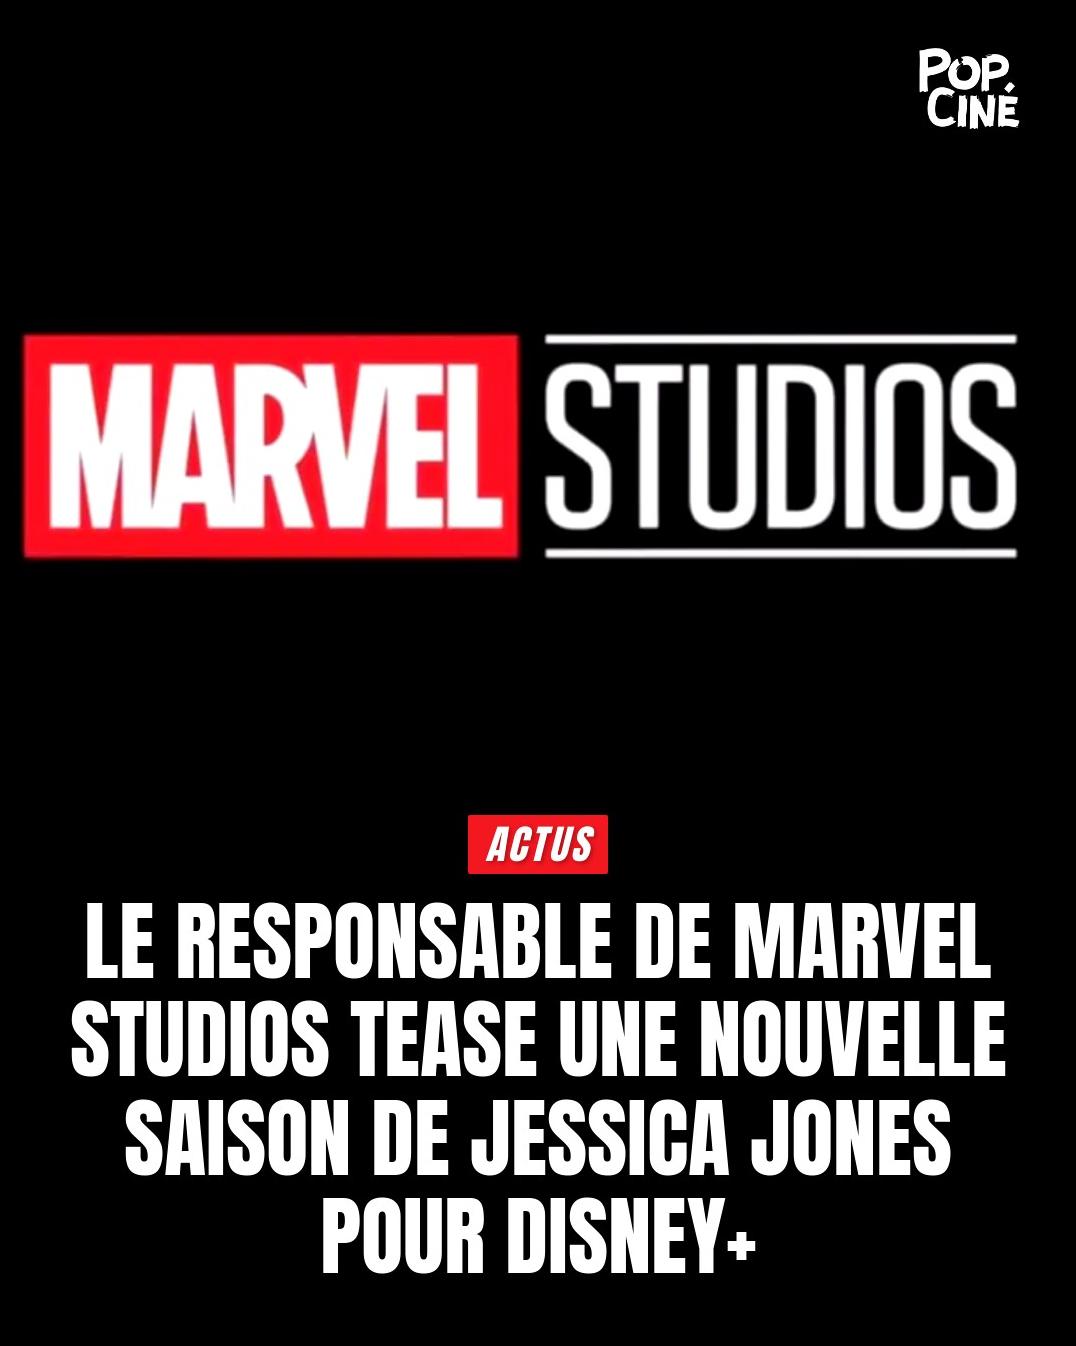 POP.
CINÉ
MARVEL STUDIOS
ACTUS
LE RESPONSABLE DE MARVEL
STUDIOS TEASE UNE NOUVELLE
SAISON DE JESSICA JONES
POUR DISNEY+